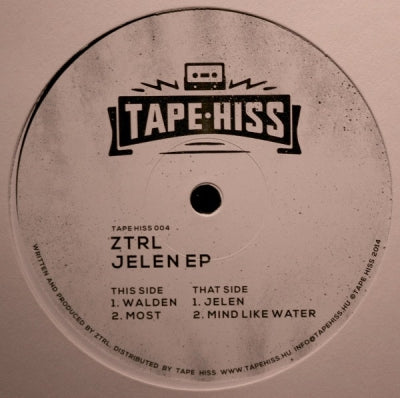 TAPE•HISS
TAPE HISS 004
ZTRL
JELEN EP
THIS SIDE
1. WALDEN
2. MOST
THAT SIDE
1. JELEN
2. MIND LIKE WATER
WRITTEN AND PRODUCED BY ZTRL. DISTRIBUTED BY TAPE HISS WWW.TAPEHISS.HU INFO@TAPEHISS.HU ©TAPE HISS 2014